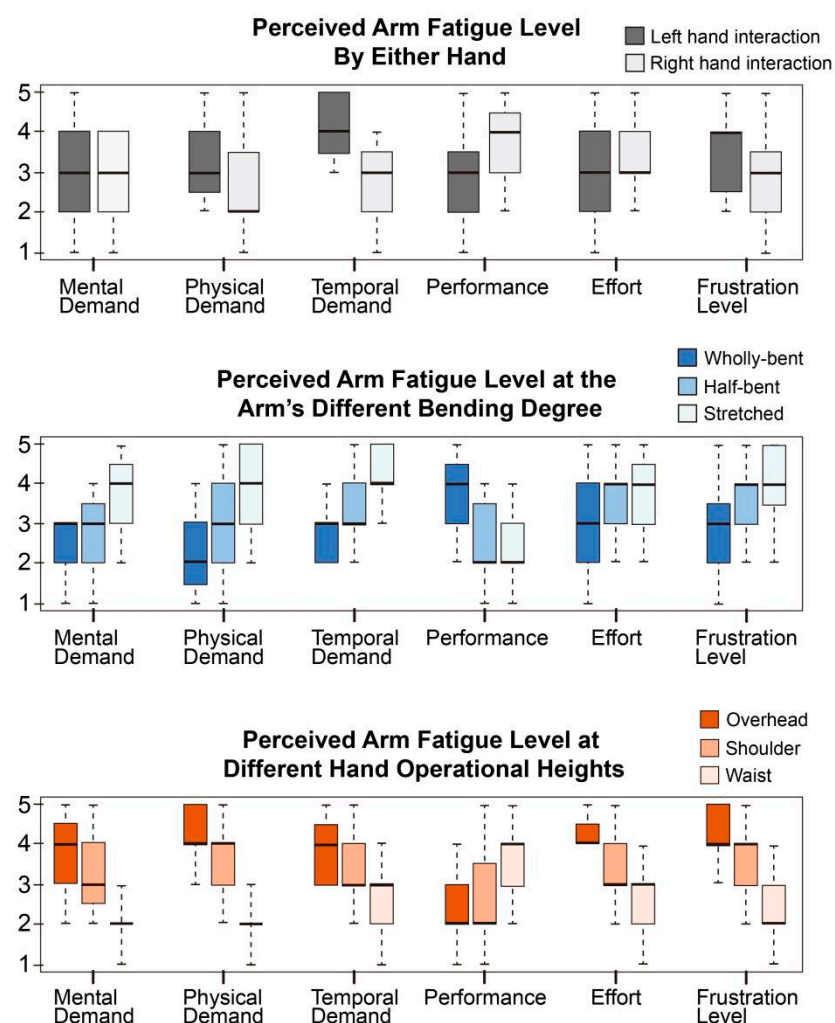 Perceived Arm Fatigue Level
By Either Hand
Left hand interaction
Right hand interaction
5
4
3
2
1
Mental
Demand
Physical
Demand
Temporal
Demand
Performance
Effort
Frustration
Level
Perceived Arm Fatigue Level at the
Arm's Different Bending Degree
Wholly-bent
Half-bent
Stretched
5
4
3
2
1
Mental
Demand
Physical
Demand
Temporal
Demand
Performance
Effort
Frustration
Level
Perceived Arm Fatigue Level at
Different Hand Operational Heights
Overhead
Shoulder
Waist
5
4
3
2
1
Mental
Demand
Physical
Demand
Temporal
Demand
Performance
Effort
Frustration
Level